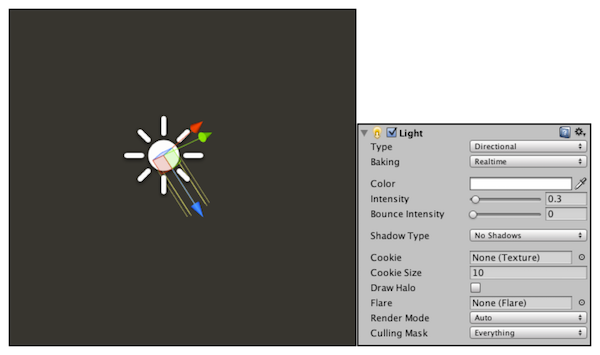 Light
Type Directional
Baking Realtime
Color
Intensity 0.3
Bounce Intensity 0
Shadow Type No Shadows
Cookie None (Texture)
Cookie Size 10
Draw Halo
Flare None (Flare)
Render Mode Auto
Culling Mask Everything